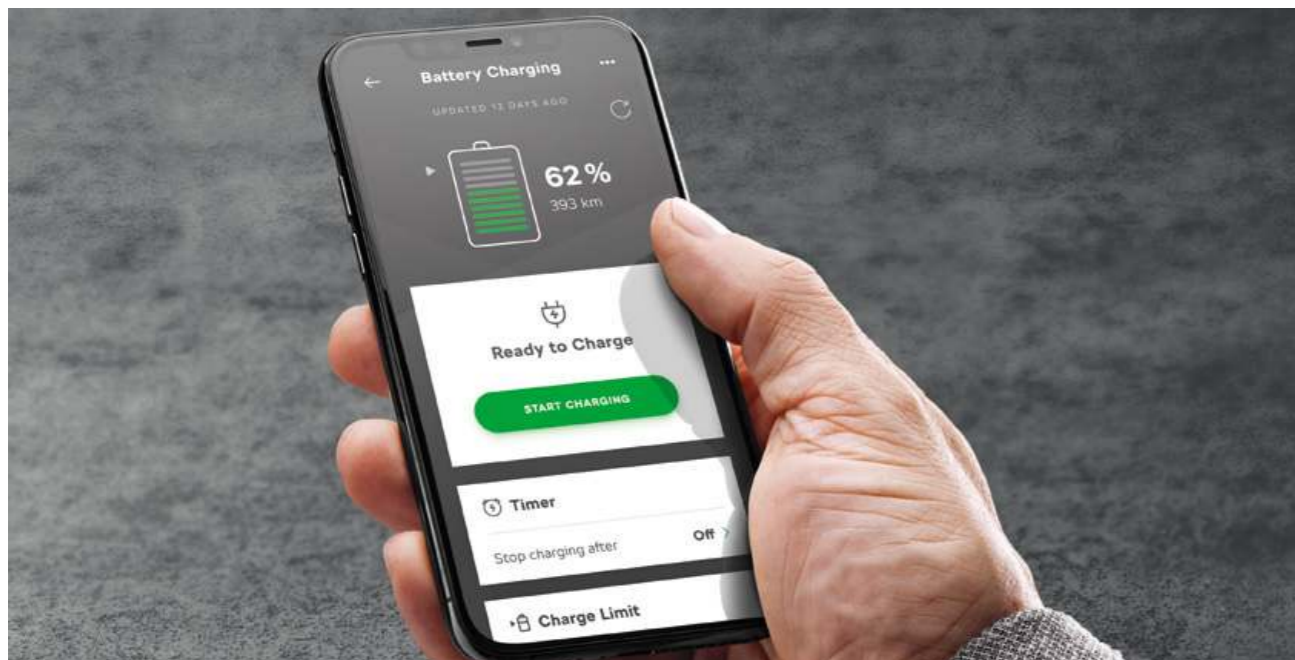 Battery Charging
UPDATED 12 DAYS AGO
62%
393 km
Ready to Charge
START CHARGING
Timer
Stop charging after
Off
Charge Limit